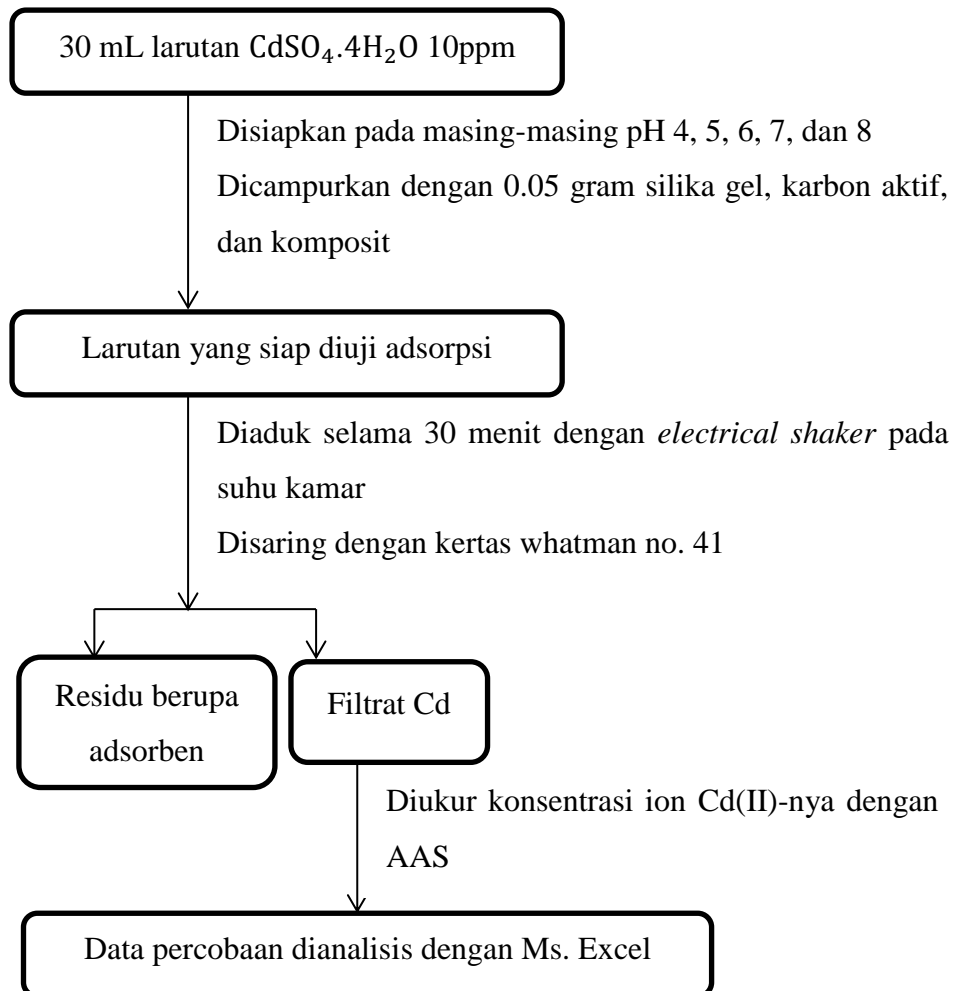 30 mL larutan CdSO₄.4H₂O 10ppm
Disiapkan pada masing-masing pH 4, 5, 6, 7, dan 8
Dicampurkan dengan 0.05 gram silika gel, karbon aktif,
dan komposit
Larutan yang siap diuji adsorpsi
Diaduk selama 30 menit dengan electrical shaker pada
suhu kamar
Disaring dengan kertas whatman no. 41
Residu berupa
adsorben
Filtrat Cd
Diukur konsentrasi ion Cd(II)-nya dengan
AAS
Data percobaan dianalisis dengan Ms. Excel